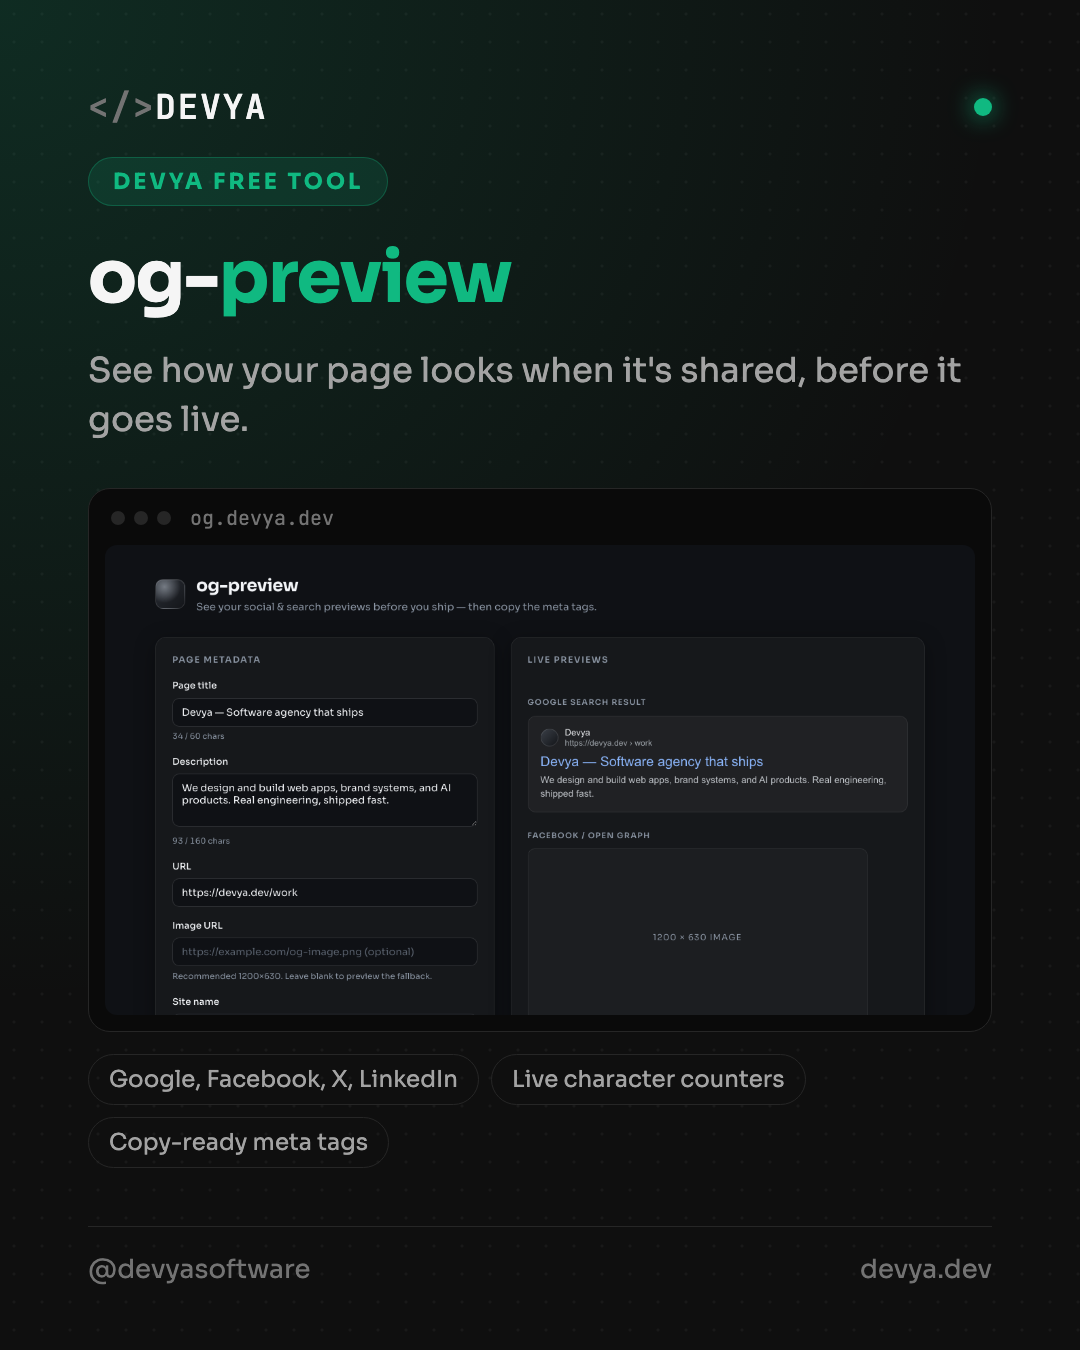 </>DEVYA
DEVYA FREE TOOL
og-preview
See how your page looks when it's shared, before it
goes live.
og.devya.dev
og-preview
See your social & search previews before you ship — then copy the meta tags.
PAGE METADATA
Page title
Devya — Software agency that ships
34 / 60 chars
Description
We design and build web apps, brand systems, and AI
products. Real engineering, shipped fast.
93 / 160 chars
URL
https://devya.dev/work
Image URL
https://example.com/og-image.png (optional)
Recommended 1200×630. Leave blank to preview the fallback.
Site name
LIVE PREVIEWS
GOOGLE SEARCH RESULT
Devya
https://devya.dev › work
Devya — Software agency that ships
We design and build web apps, brand systems, and AI products. Real engineering,
shipped fast.
FACEBOOK / OPEN GRAPH
1200 × 630 IMAGE
Google, Facebook, X, LinkedIn
Live character counters
Copy-ready meta tags
@devyasoftware
devya.dev